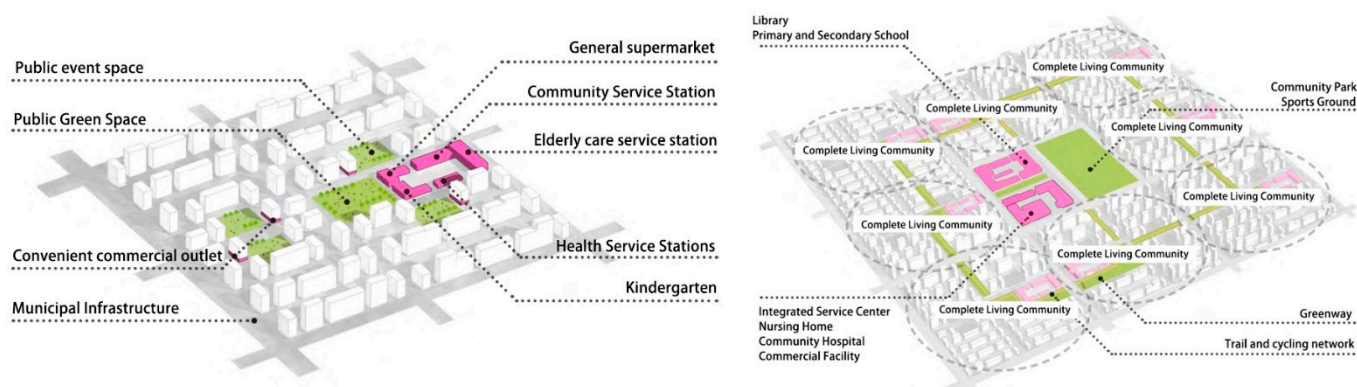 Public event space
Public Green Space
Convenient commercial outlet
Municipal Infrastructure
General supermarket
Community Service Station
Elderly care service station
Health Service Stations
Kindergarten
Library
Primary and Secondary School
Complete Living Community
Complete Living Community
Complete Living Community
Complete Living Community
Complete Living Community
Complete Living Community
Complete Living Community
Complete Living Community
Community Park
Sports Ground
Integrated Service Center
Nursing Home
Community Hospital
Commercial Facility
Greenway
Trail and cycling network